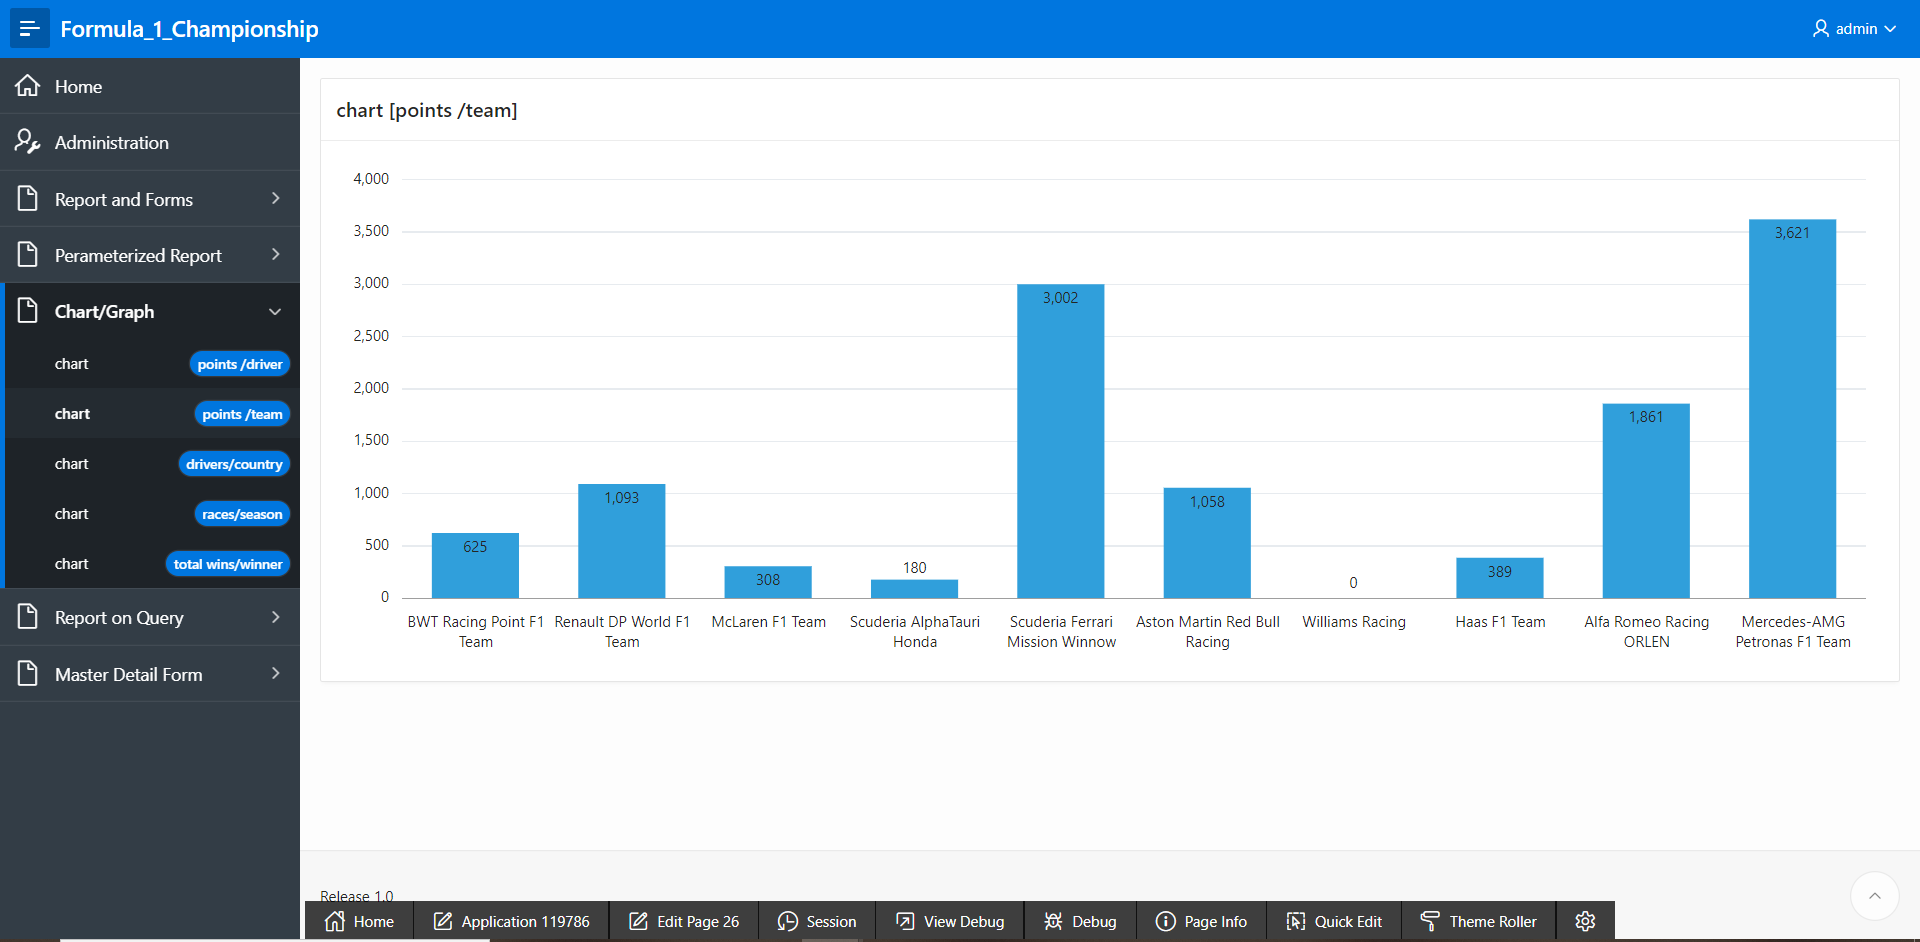 Formula_1_Championship
admin
Home
Administration
Report and Forms
Perameterized Report
Chart/Graph
chart points /driver
chart points /team
chart drivers/country
chart races/season
chart total wins/winner
Report on Query
Master Detail Form
chart [points /team]
4,000
3,500
3,000
2,500
2,000
1,500
1,000
500
0
625
1,093
308
180
3,002
1,058
0
389
1,861
3,621
BWT Racing Point F1
Team
Renault DP World F1
Team
McLaren F1 Team
Scuderia AlphaTauri
Honda
Scuderia Ferrari
Mission Winnow
Aston Martin Red Bull
Racing
Williams Racing
Haas F1 Team
Alfa Romeo Racing
ORLEN
Mercedes-AMG
Petronas F1 Team
Release 1.0
Home
Application 119786
Edit Page 26
Session
View Debug
Debug
Page Info
Quick Edit
Theme Roller